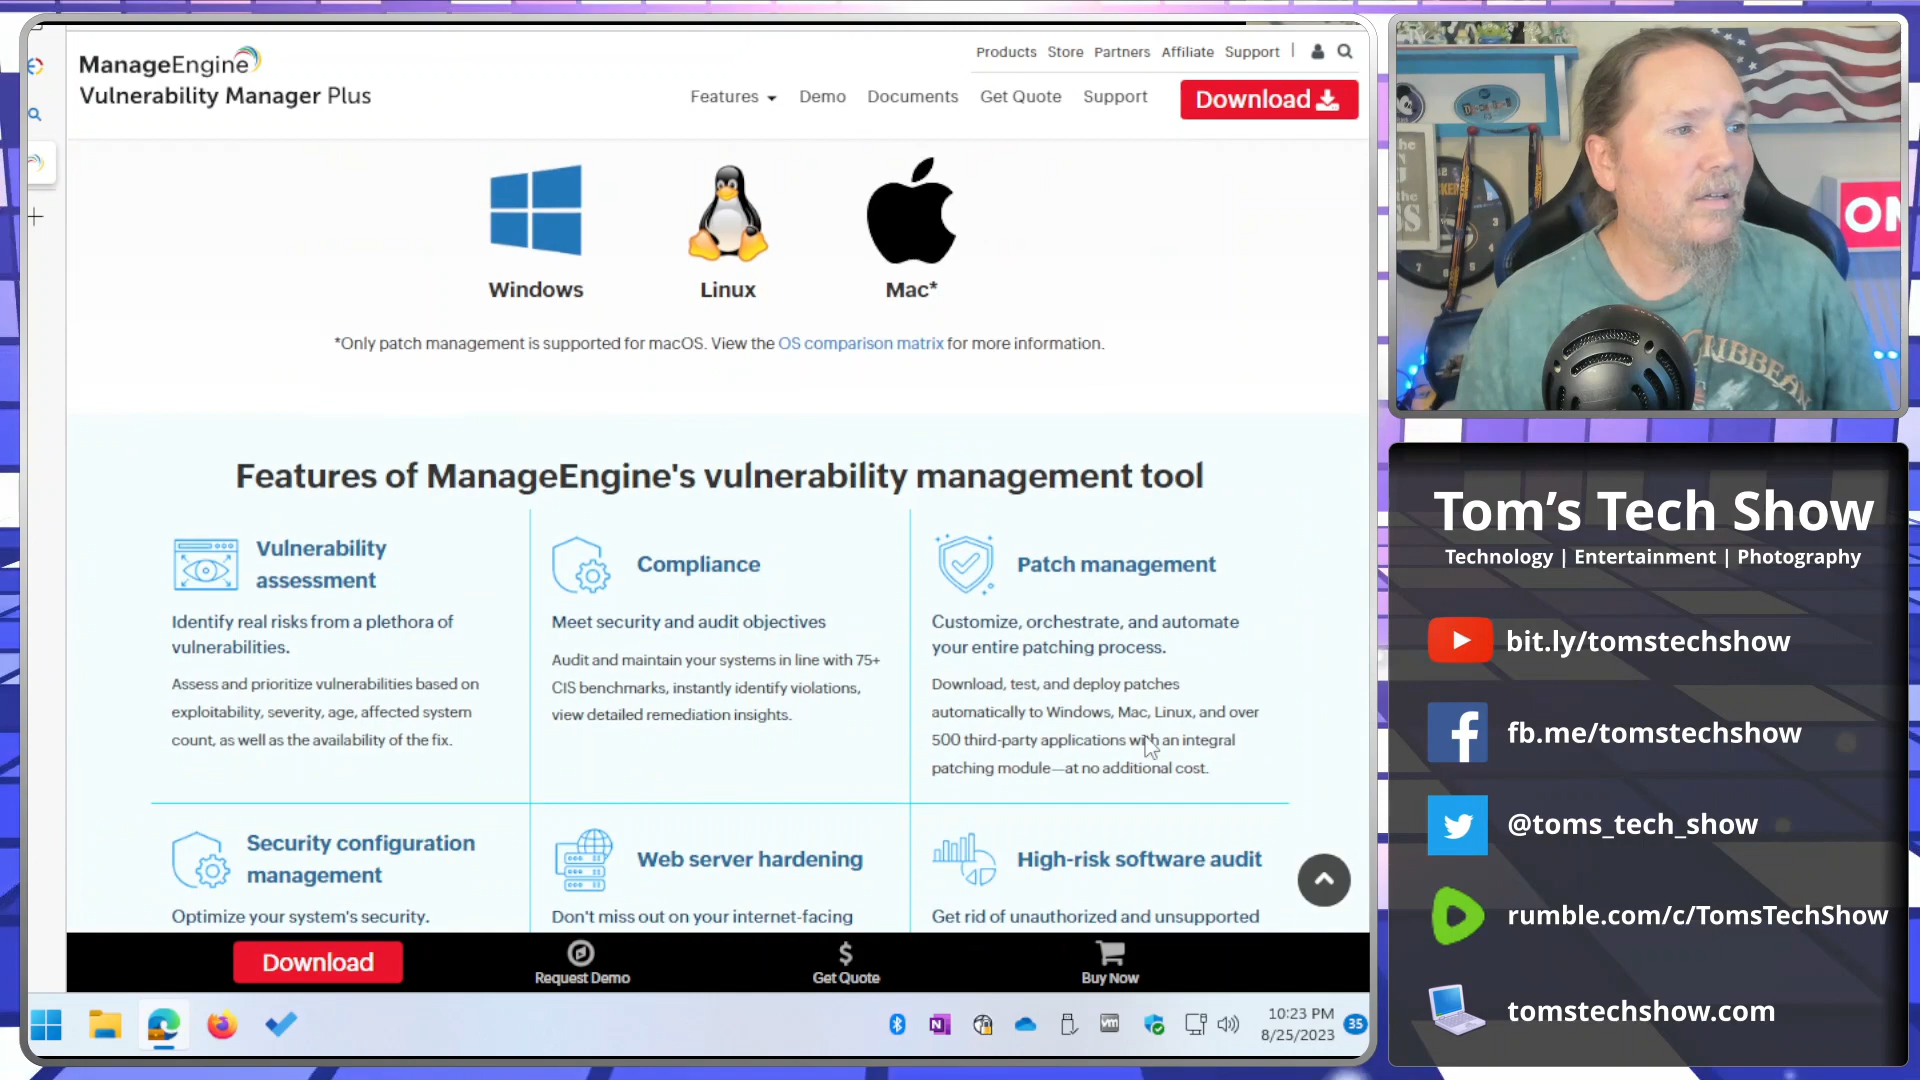 ManageEngine
Vulnerability Manager Plus
Products Store Partners Affiliate Support
Features Demo Documents Get Quote Support
Download
Windows
Linux
Mac*
*Only patch management is supported for macOS. View the OS comparison matrix for more information.
Features of ManageEngine's vulnerability management tool
Vulnerability
assessment
Identify real risks from a plethora of
vulnerabilities.
Assess and prioritize vulnerabilities based on
exploitability, severity, age, affected system
count, as well as the availability of the fix.
Compliance
Meet security and audit objectives
Audit and maintain your systems in line with 75+
CIS benchmarks, instantly identify violations,
view detailed remediation insights.
Patch management
Customize, orchestrate, and automate
your entire patching process.
Download, test, and deploy patches
automatically to Windows, Mac, Linux, and over
500 third-party applications with an integral
patching module—at no additional cost.
Security configuration
management
Optimize your system's security.
Web server hardening
Don't miss out on your internet-facing
High-risk software audit
Get rid of unauthorized and unsupported
Download
Request Demo
Get Quote
Buy Now
10:23 PM
8/25/2023
35
Tom's Tech Show
Technology | Entertainment | Photography
bit.ly/tomstechshow
fb.me/tomstechshow
@toms_tech_show
rumble.com/c/TomsTechShow
tomstechshow.com